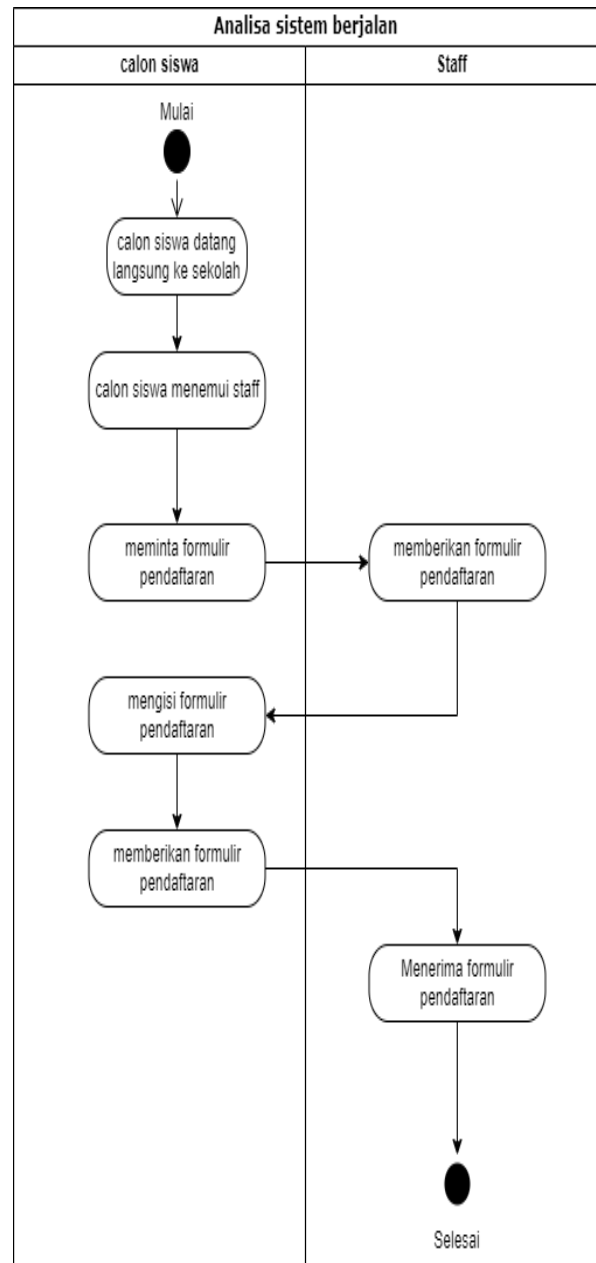 Analisa sistem berjalan
calon siswa
Staff
Mulai
calon siswa datang
langsung ke sekolah
calon siswa menemui staff
meminta formulir
pendaftaran
memberikan formulir
pendaftaran
mengisi formulir
pendaftaran
memberikan formulir
pendaftaran
Menerima formulir
pendaftaran
Selesai